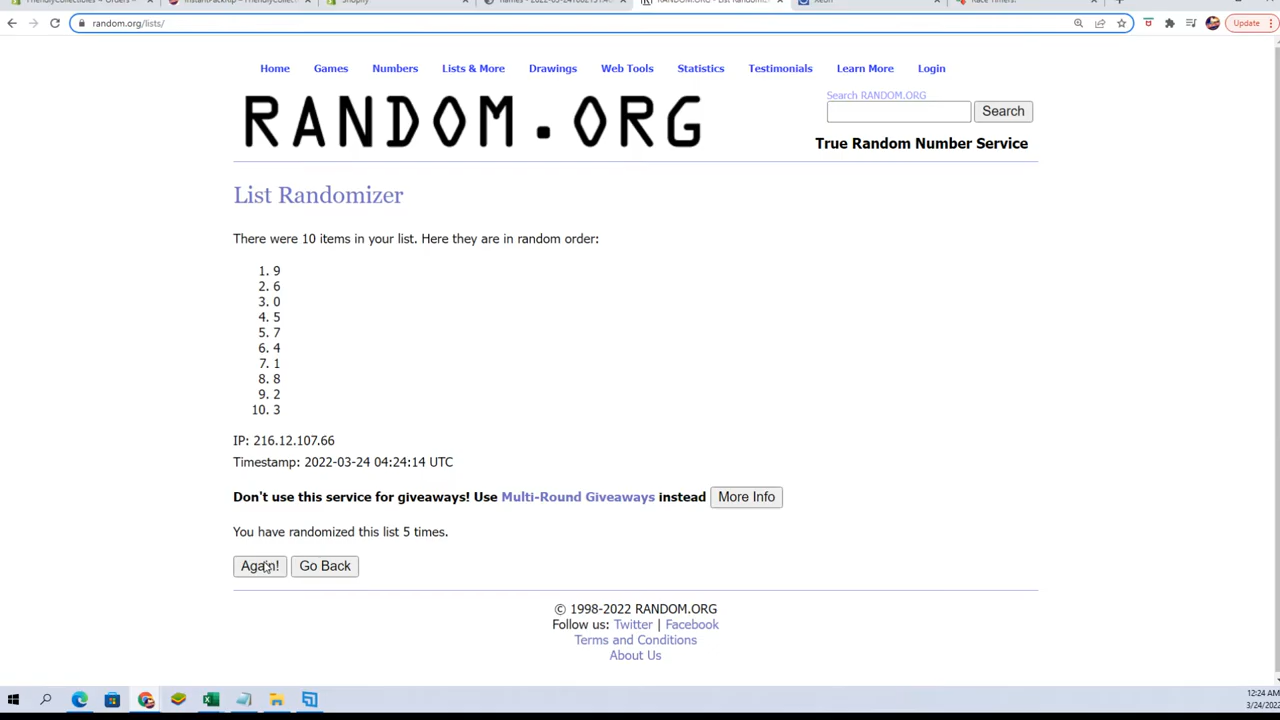 random.org/lists/
Update
Home Games Numbers Lists & More Drawings Web Tools Statistics Testimonials Learn More Login
RANDOM.ORG
Search RANDOM.ORG
Search
True Random Number Service
List Randomizer
There were 10 items in your list. Here they are in random order:
1. 9
2. 6
3. 0
4. 5
5. 7
6. 4
7. 1
8. 8
9. 2
10. 3
IP: 216.12.107.66
Timestamp: 2022-03-24 04:24:14 UTC
Don't use this service for giveaways! Use Multi-Round Giveaways instead More Info
You have randomized this list 5 times.
Again! Go Back
© 1998-2022 RANDOM.ORG
Follow us: Twitter | Facebook
Terms and Conditions
About Us
12:24 AM